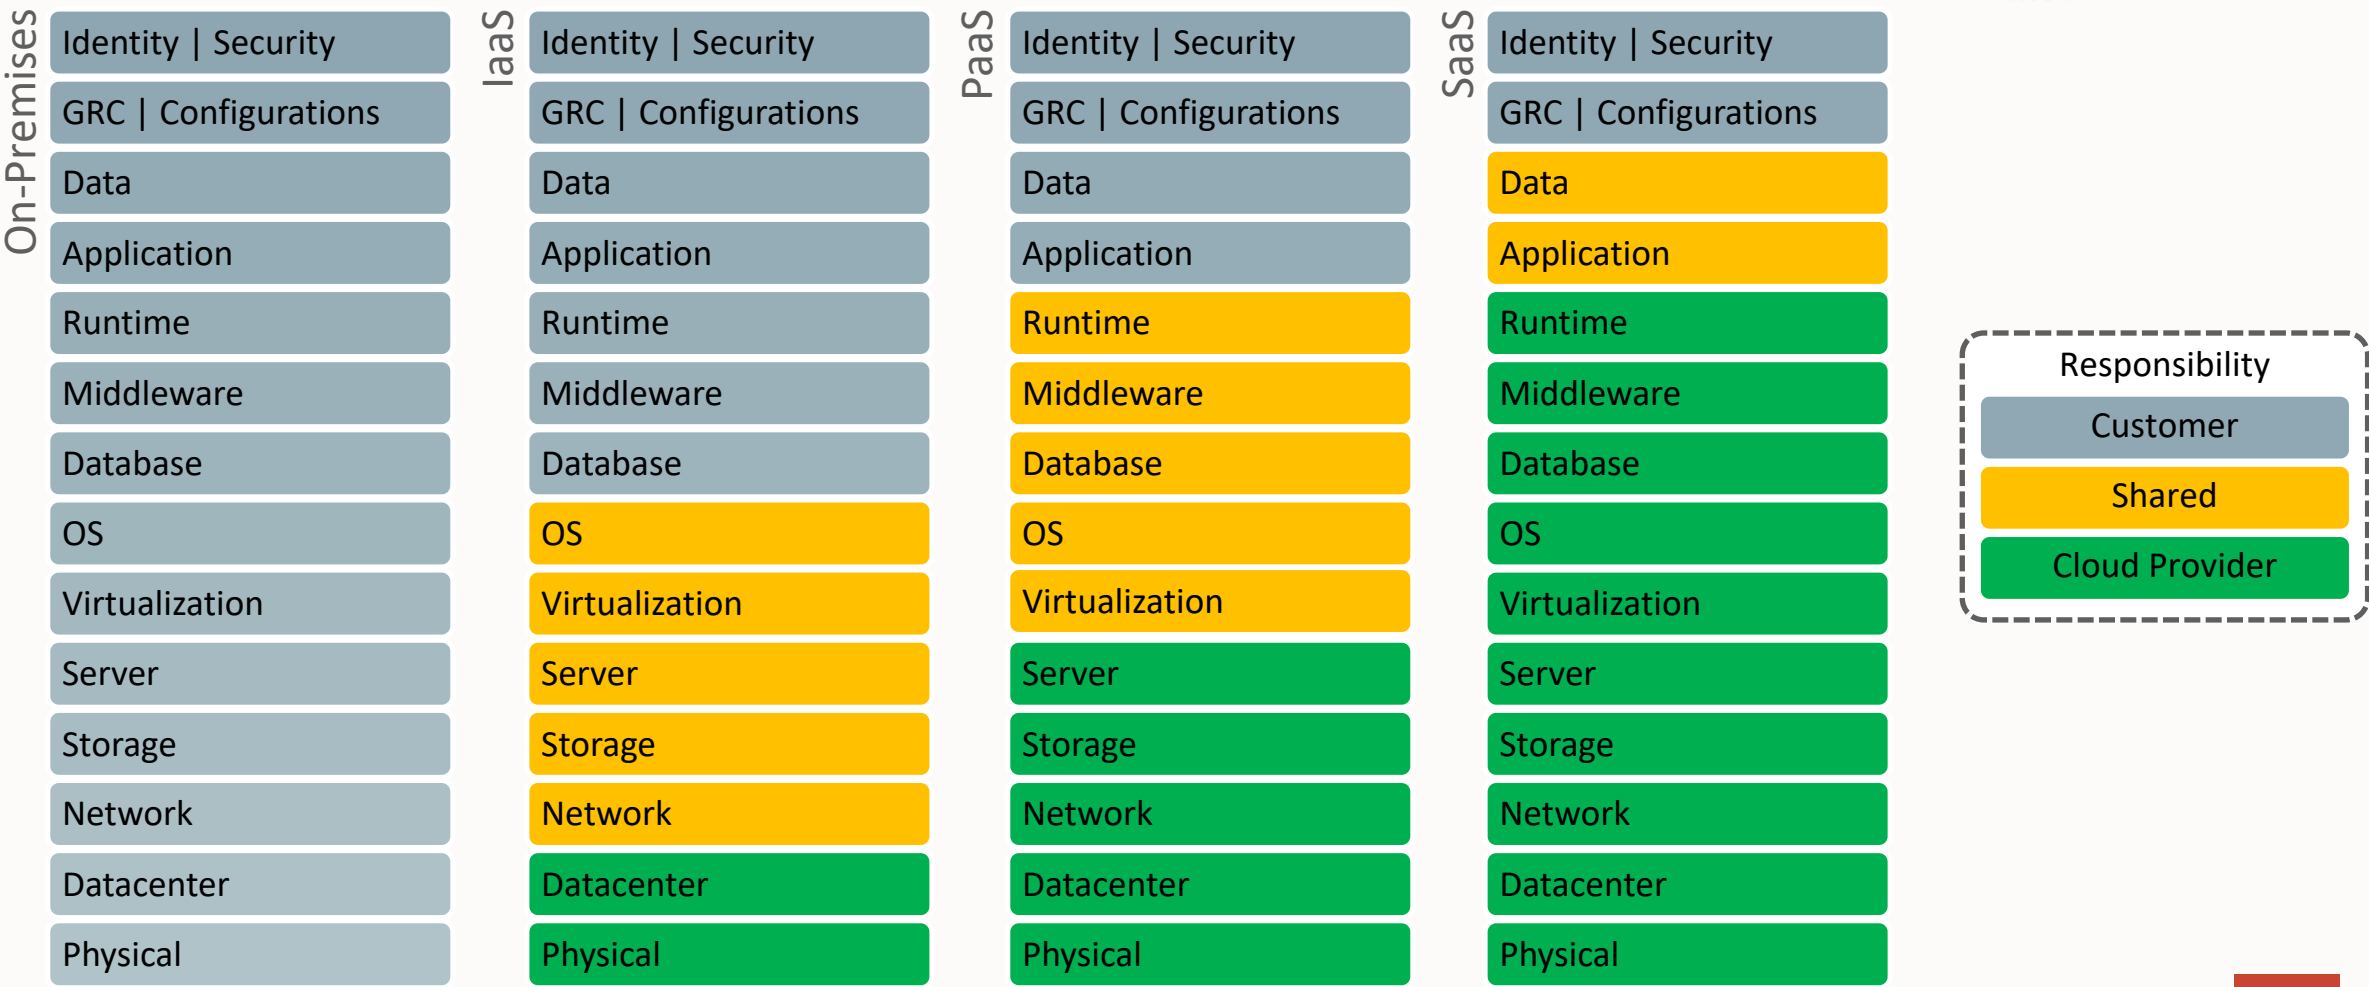 On-Premises
Identity | Security
GRC | Configurations
Data
Application
Runtime
Middleware
Database
OS
Virtualization
Server
Storage
Network
Datacenter
Physical
IaaS
Identity | Security
GRC | Configurations
Data
Application
Runtime
Middleware
Database
OS
Virtualization
Server
Storage
Network
Datacenter
Physical
PaaS
Identity | Security
GRC | Configurations
Data
Application
Runtime
Middleware
Database
OS
Virtualization
Server
Storage
Network
Datacenter
Physical
SaaS
Identity | Security
GRC | Configurations
Data
Application
Runtime
Middleware
Database
OS
Virtualization
Server
Storage
Network
Datacenter
Physical
Responsibility
Customer
Shared
Cloud Provider